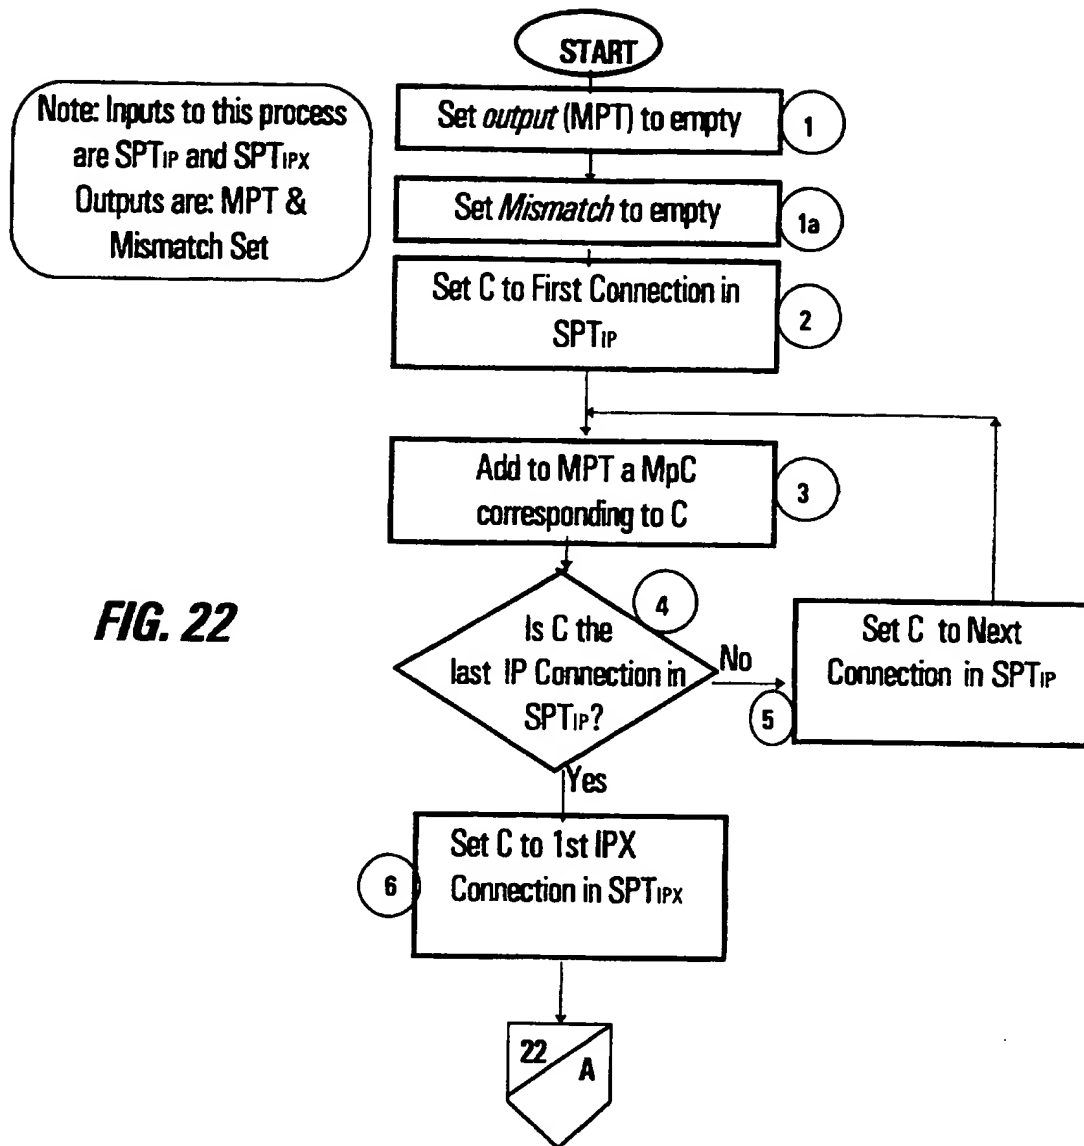 START
Note: Inputs to this process
are SPTIP and SPTIPX
Outputs are: MPT &
Mismatch Set
Set output (MPT) to empty
1
Set Mismatch to empty
1a
Set C to First Connection in
SPTIP
2
Add to MPT a MpC
corresponding to C
3
FIG. 22
4
Is C the
last IP Connection in
SPTIP?
No
Set C to Next
Connection in SPTIP
5
Yes
Set C to 1st IPX
Connection in SPTIPX
6
22
A